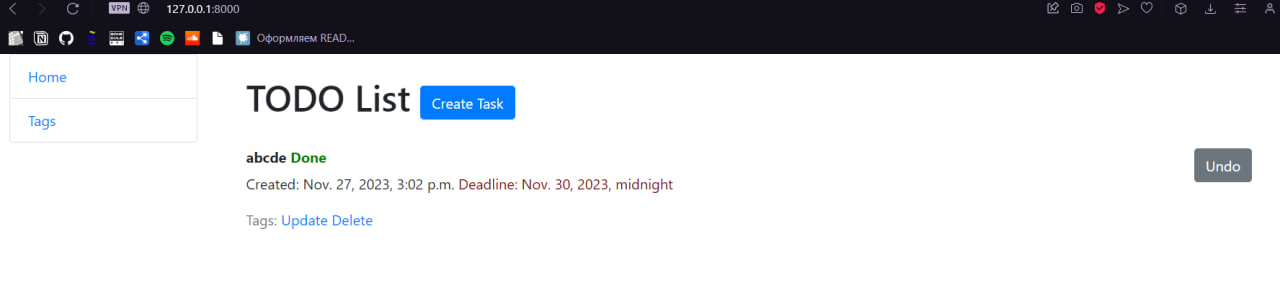 VPN 127.0.0.1:8000
Оформляем READ...
Home
Tags
TODO List Create Task
abcde Done
Undo
Created: Nov. 27, 2023, 3:02 p.m. Deadline: Nov. 30, 2023, midnight
Tags: Update Delete